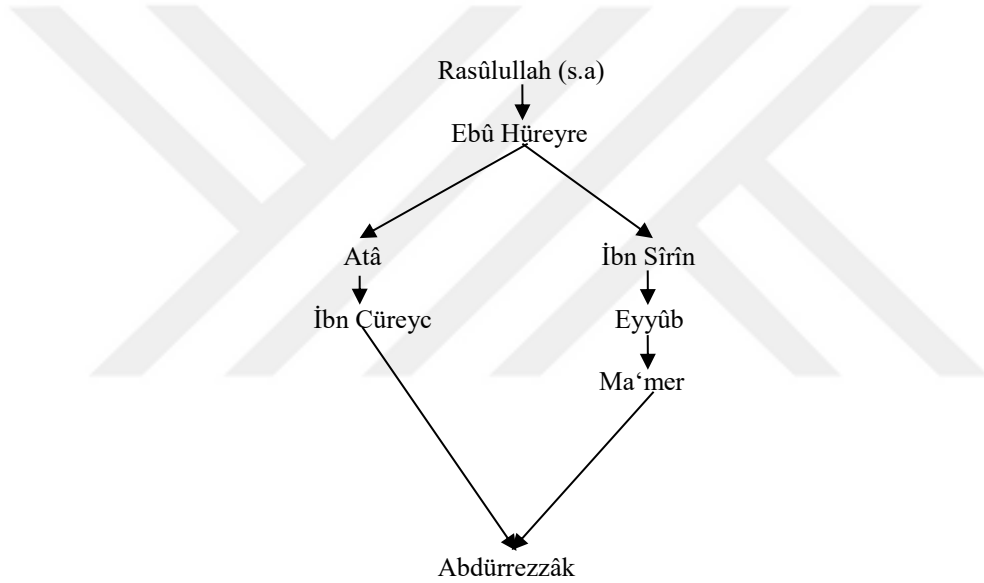 Rasûlullah (s.a)
Ebû Hüreyre
Atâ
İbn Sîrîn
İbn Cüreyc
Eyyûb
Ma‘mer
Abdürrezzâk